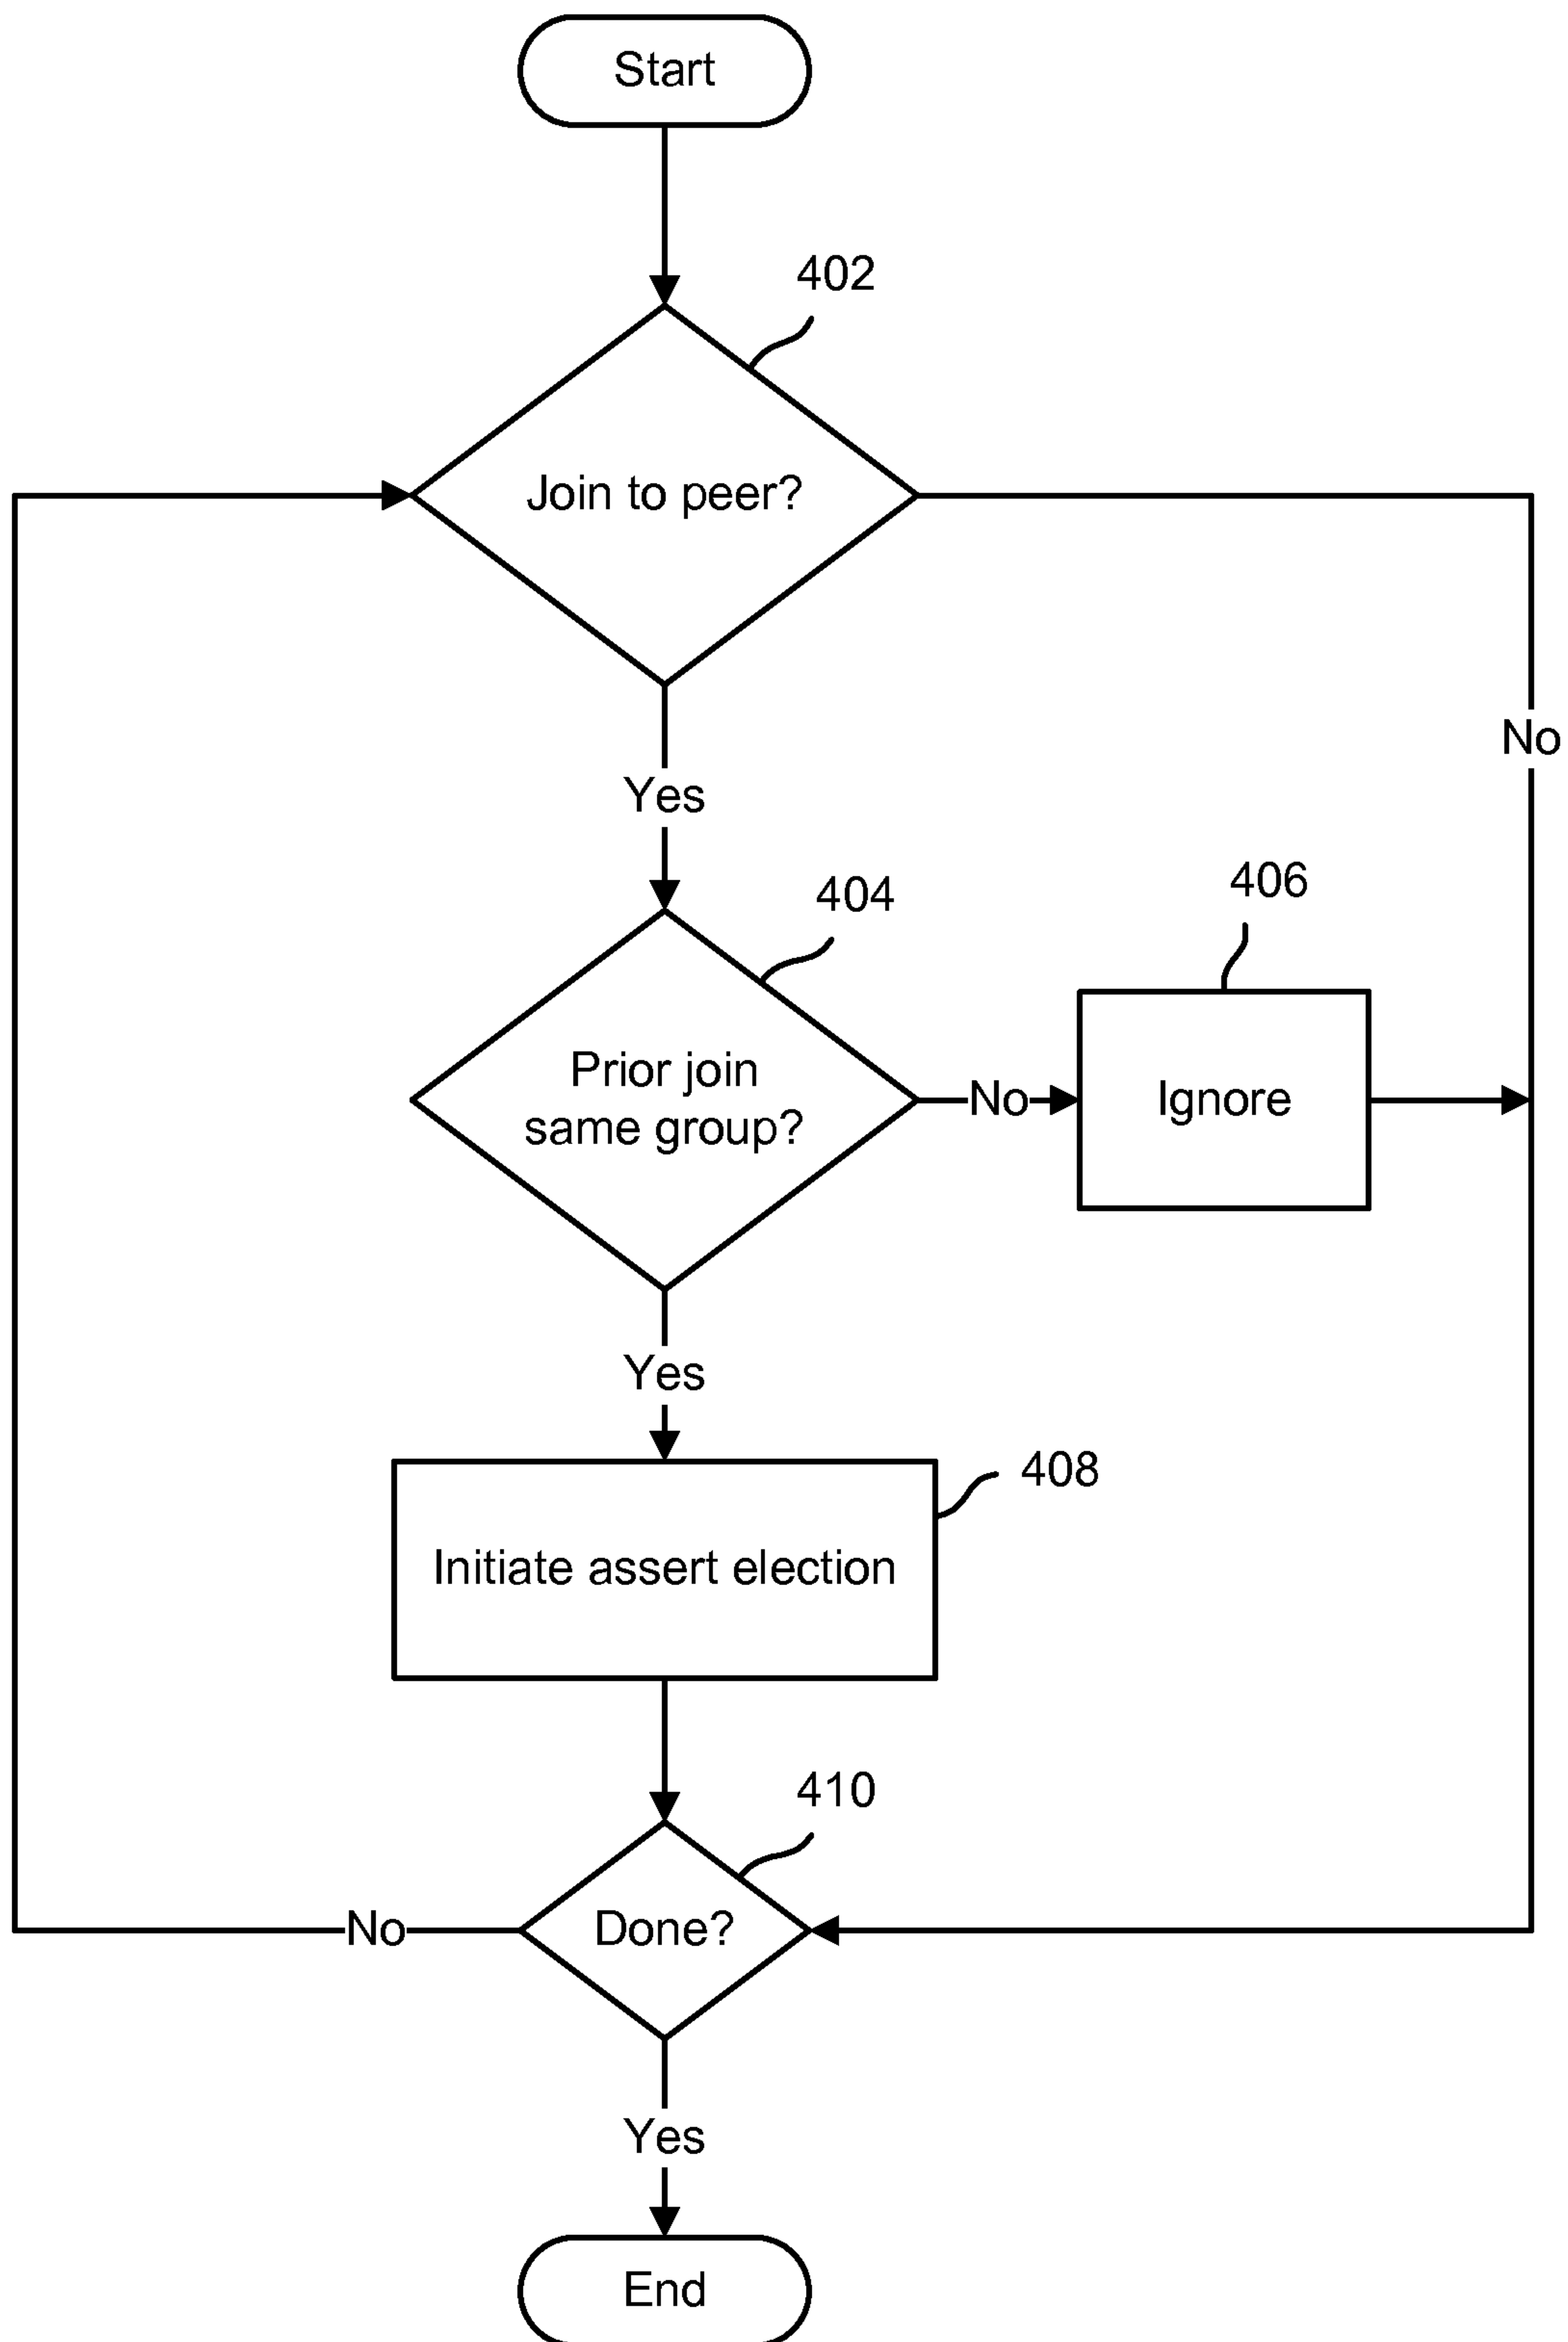 Start
402
Join to peer?
No
Yes
404
406
Prior join
same group?
No
Ignore
Yes
408
Initiate assert election
410
No
Done?
Yes
End